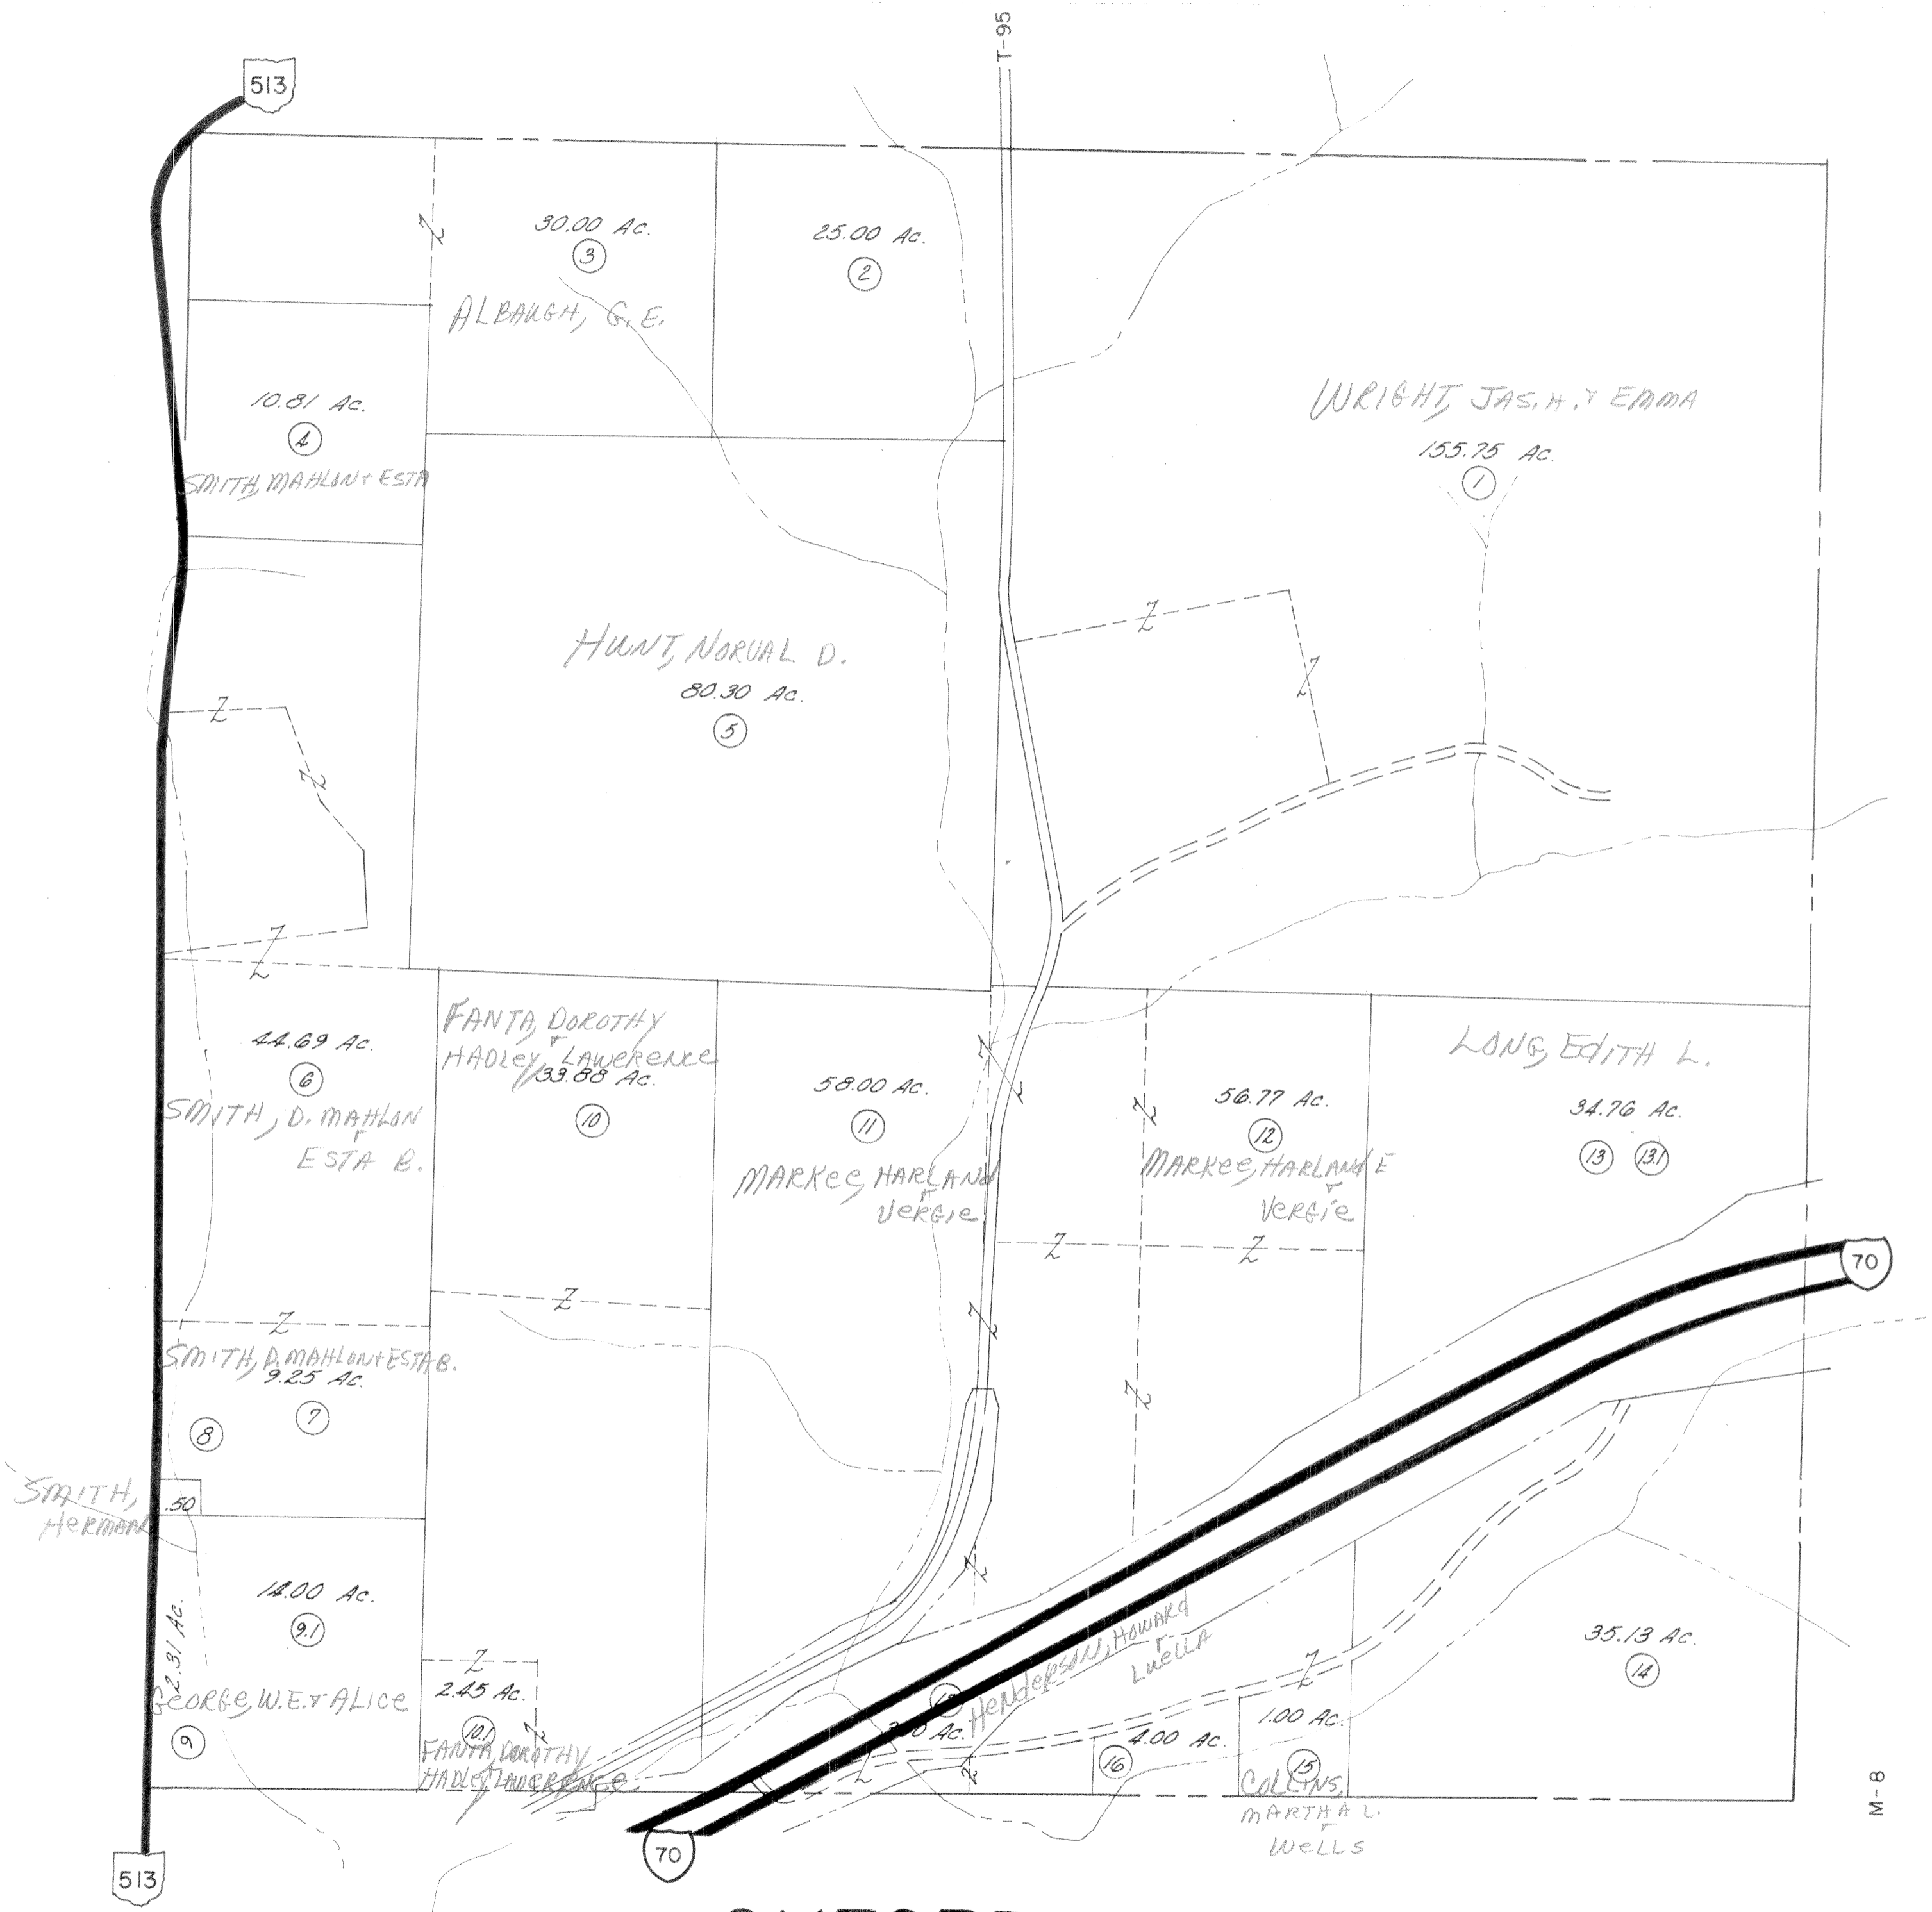 T-95
513
30.00 Ac.
3
25.00 Ac.
2
ALBAUGH, G.E.
WRIGHT, JAS. H. & EMMA
155.75 Ac.
1
10.81 Ac.
4
SMITH, MAHLON & ESTA
HUNT, NORVAL D.
80.30 Ac.
5
44.69 Ac.
6
SMITH, D. MAHLON
&
ESTA B.
FANTA, DOROTHY
&
HADLEY, LAWERENCE
33.88 Ac.
10
58.00 Ac.
11
MARKEE, HARLAND
&
VERGIE
56.77 Ac.
12
MARKEE, HARLAND E
&
VERGIE
LONG, EDITH L.
34.76 Ac.
13 13.1
70
SMITH, D. MAHLON & ESTA B.
9.25 Ac.
7
8
SMITH,
HERMAN
.50
14.00 Ac.
9.1
2.31 Ac.
GEORGE, W.E. & ALICE
9
2.45 Ac.
10.1
FANTA, DOROTHY
&
HADLEY, LAWERENCE
HENDERSON, HOWARD
&
LUELLA
Ac.
4.00 Ac.
16
1.00 Ac.
15
COLLINS,
MARTHA L.
&
WELLS
35.13 Ac.
14
M-8
70
513